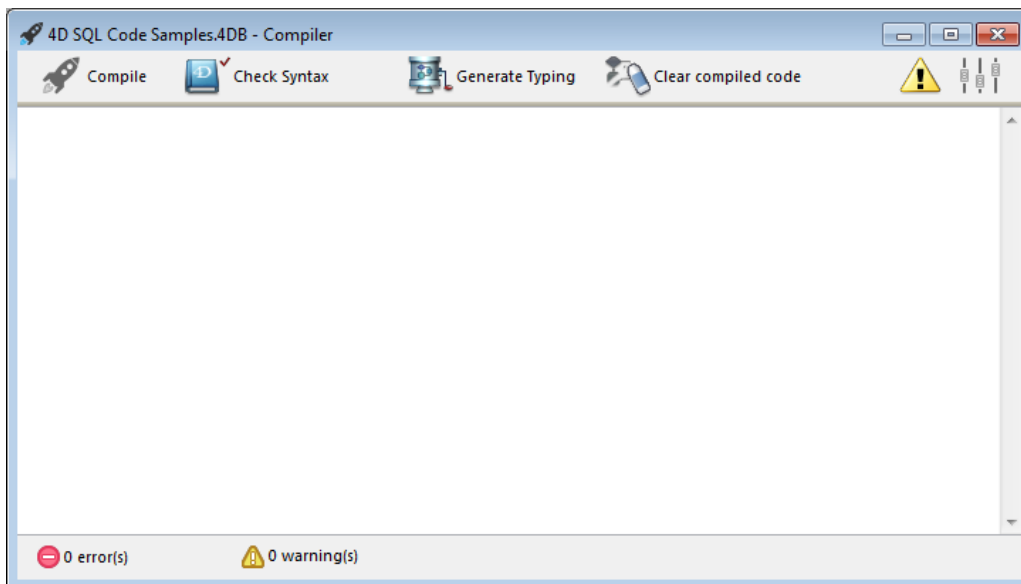 4D SQL Code Samples.4DB - Compiler
Compile Check Syntax Generate Typing Clear compiled code
0 error(s) 0 warning(s)